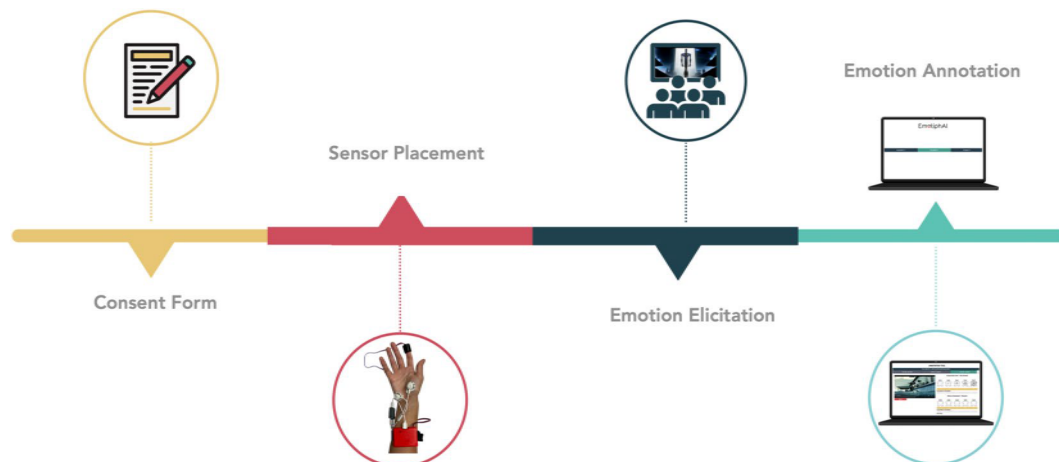 Emotion Annotation
EmotiphAI
Sensor Placement
Consent Form
Emotion Elicitation